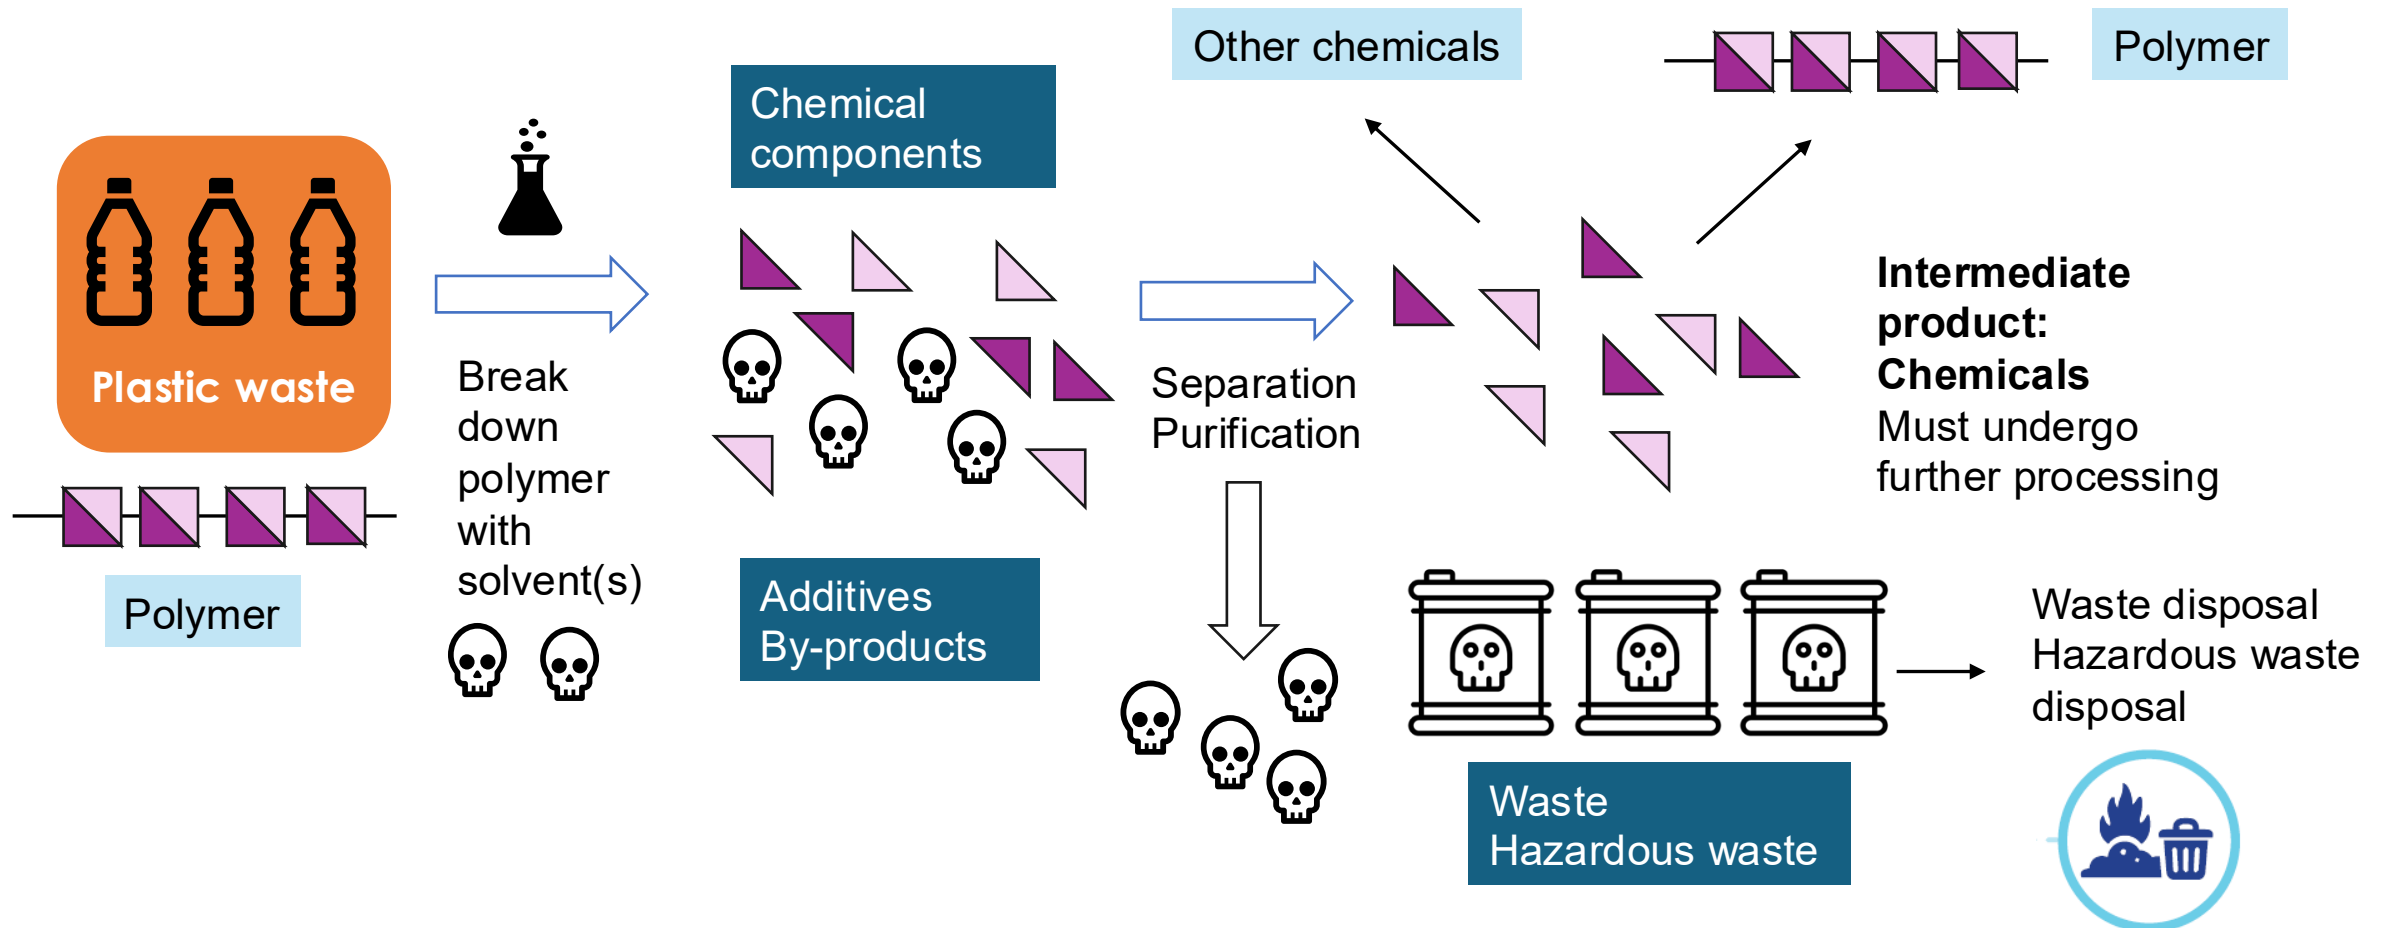 Plastic waste
Polymer
Break
down
polymer
with
solvent(s)
Chemical
components
Additives
By-products
Separation
Purification
Other chemicals
Polymer
Intermediate
product:
Chemicals
Must undergo
further processing
Waste
Hazardous waste
Waste disposal
Hazardous waste
disposal